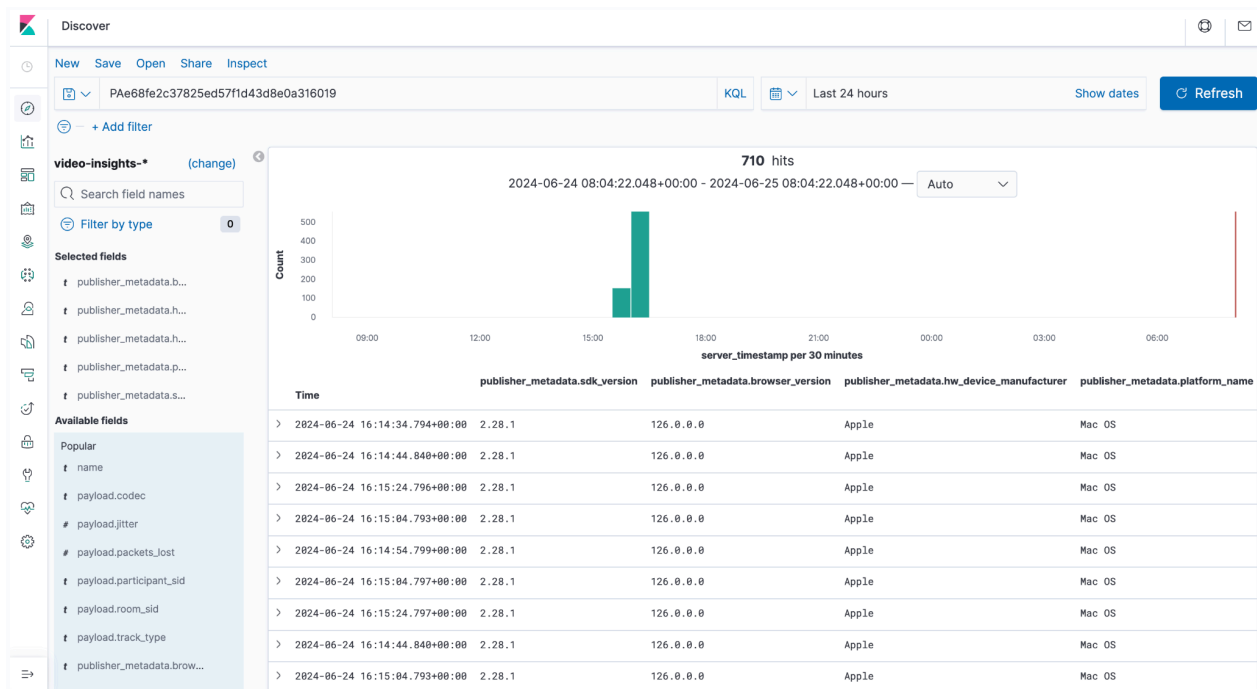 Discover
New Save Open Share Inspect
PAe68fe2c37825ed57f1d43d8e0a316019 KQL Last 24 hours Show dates Refresh
+ Add filter
video-insights-* (change)
Search field names
Filter by type 0
Selected fields
t publisher_metadata.b...
t publisher_metadata.h...
t publisher_metadata.h...
t publisher_metadata.p...
t publisher_metadata.s...
Available fields
Popular
t name
t payload.codec
# payload.jitter
# payload.packets_lost
t payload.participant_sid
t payload.room_sid
t payload.track_type
t publisher_metadata.brow...
710 hits
2024-06-24 08:04:22.048+00:00 - 2024-06-25 08:04:22.048+00:00 — Auto
Count
500
400
300
200
100
0
09:00 12:00 15:00 18:00 21:00 00:00 03:00 06:00
server_timestamp per 30 minutes
Time publisher_metadata.sdk_version publisher_metadata.browser_version publisher_metadata.hw_device_manufacturer publisher_metadata.platform_name
2024-06-24 16:14:34.794+00:00 2.28.1 126.0.0.0 Apple Mac OS
2024-06-24 16:14:44.840+00:00 2.28.1 126.0.0.0 Apple Mac OS
2024-06-24 16:15:24.796+00:00 2.28.1 126.0.0.0 Apple Mac OS
2024-06-24 16:15:04.793+00:00 2.28.1 126.0.0.0 Apple Mac OS
2024-06-24 16:14:54.799+00:00 2.28.1 126.0.0.0 Apple Mac OS
2024-06-24 16:15:04.797+00:00 2.28.1 126.0.0.0 Apple Mac OS
2024-06-24 16:15:24.797+00:00 2.28.1 126.0.0.0 Apple Mac OS
2024-06-24 16:14:44.840+00:00 2.28.1 126.0.0.0 Apple Mac OS
2024-06-24 16:15:04.793+00:00 2.28.1 126.0.0.0 Apple Mac OS